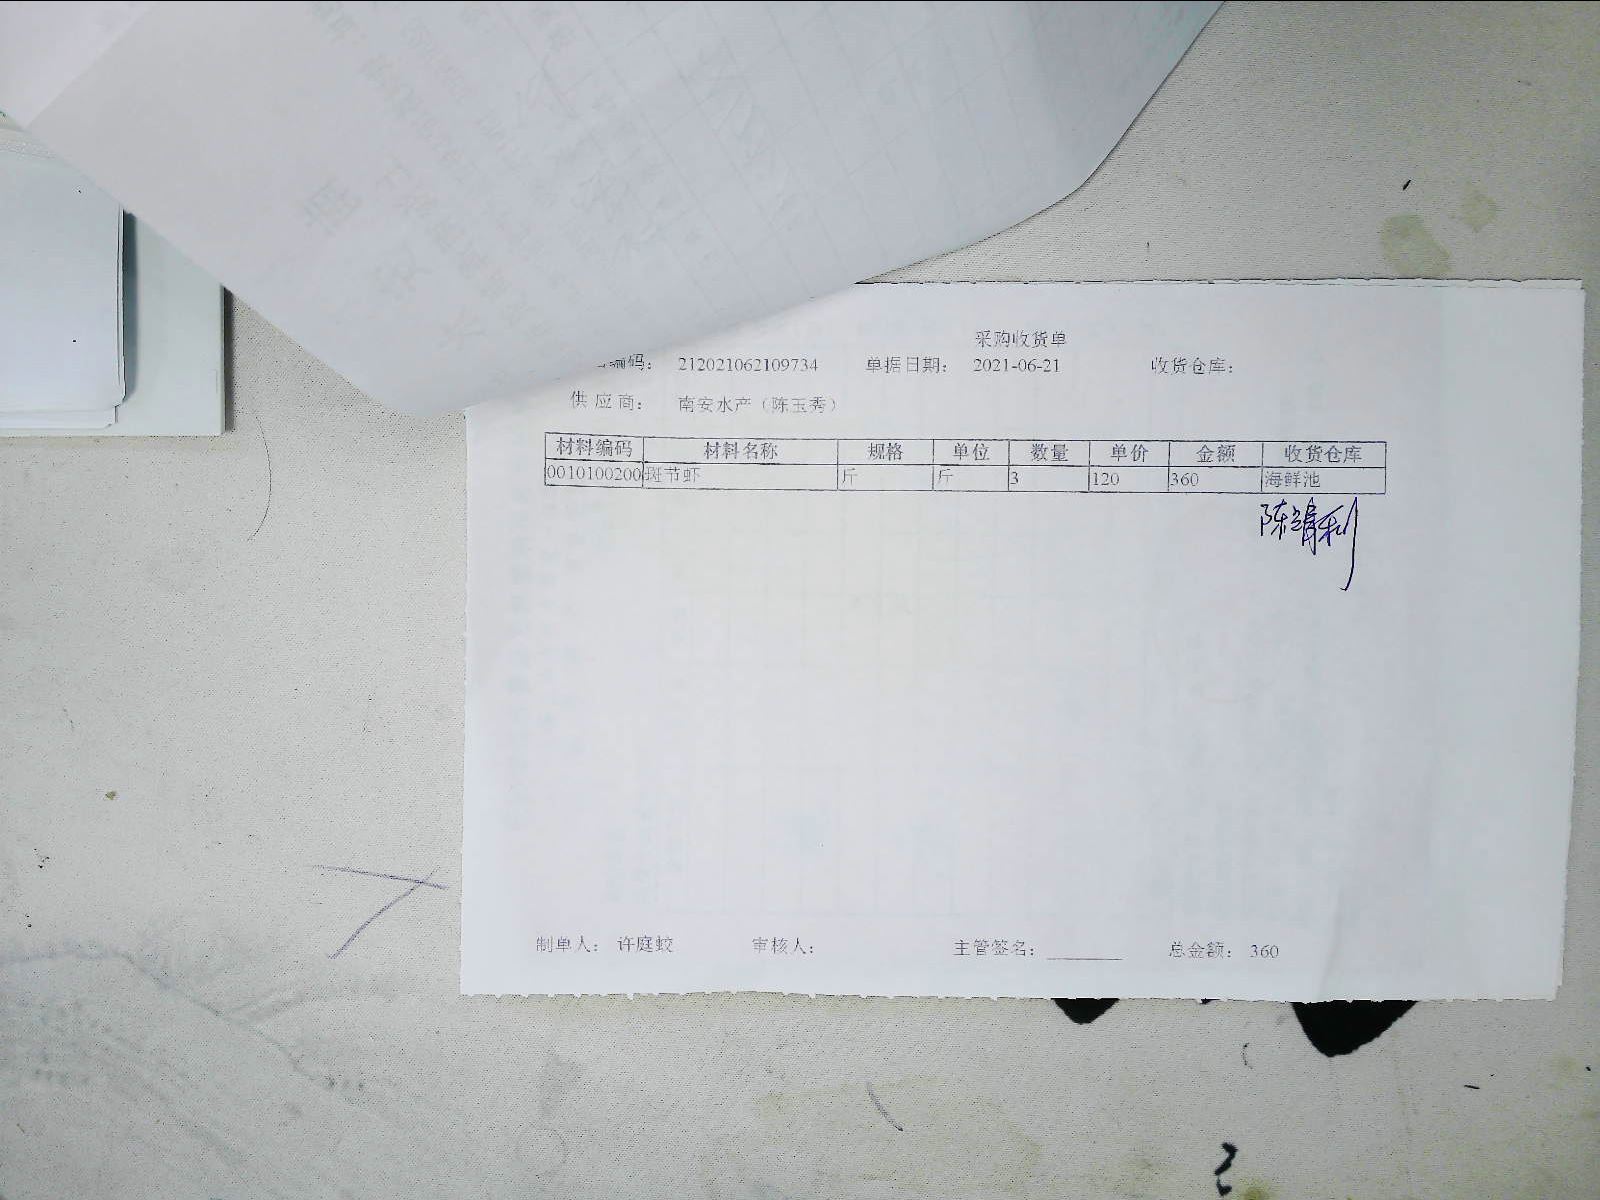 采购收货单
编码： 212021062109734 单据日期： 2021-06-21 收货仓库：
供 应 商： 南安水产（陈玉秀）
材料编码 材料名称 规格 单位 数量 单价 金额 收货仓库
0010100200 斑节虾 斤 斤 3 120 360 海鲜池
制单人： 许庭蛟 审核人： 主管签名： ________ 总金额： 360